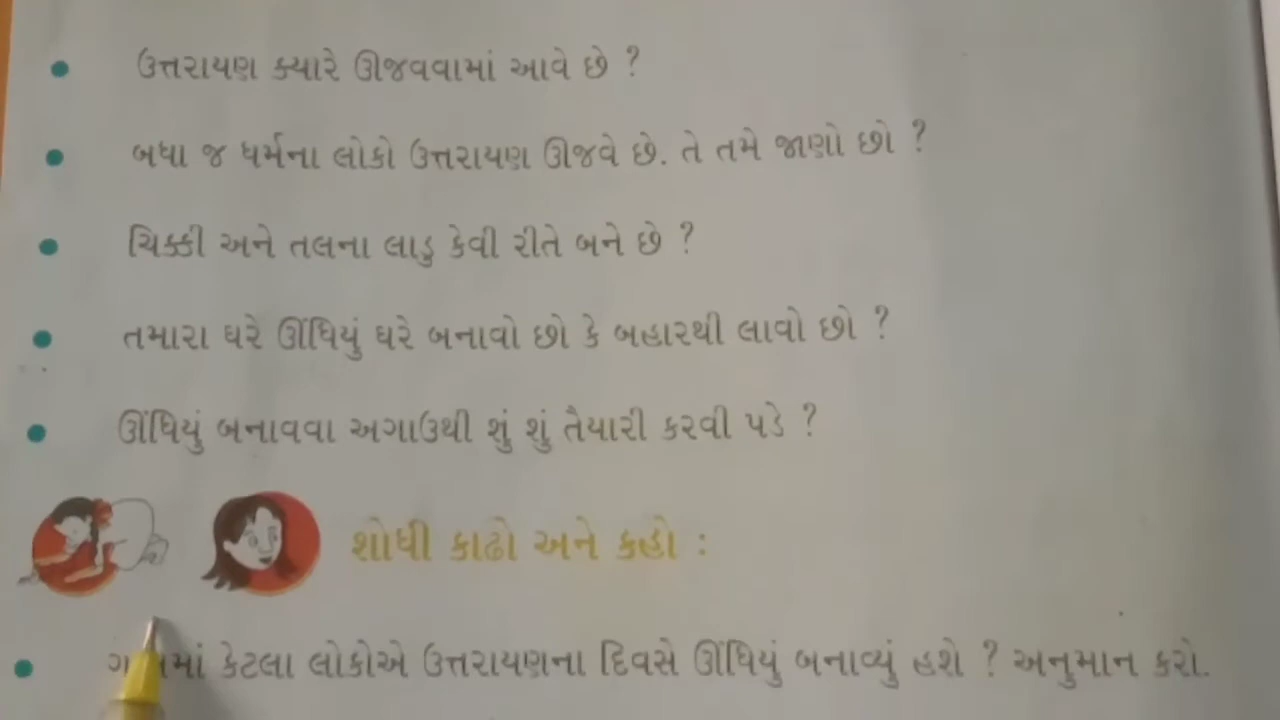 ઉત્તરાયણ ક્યારે ઊજવવામાં આવે છે ?
બધા જ ધર્મના લોકો ઉત્તરાયણ ઊજવે છે. તે તમે જાણો છો ?
ચિક્કી અને તલના લાડુ કેવી રીતે બને છે ?
તમારા ઘરે ઊંધિયું ઘરે બનાવો છો કે બહારથી લાવો છો ?
ઊંધિયું બનાવવા અગાઉથી શું શું તૈયારી કરવી પડે ?
શોધી કાઢો અને કહો :
કેટલા લોકોએ ઉત્તરાયણના દિવસે ઊંધિયું બનાવ્યું હશે ? અનુમાન કરો.